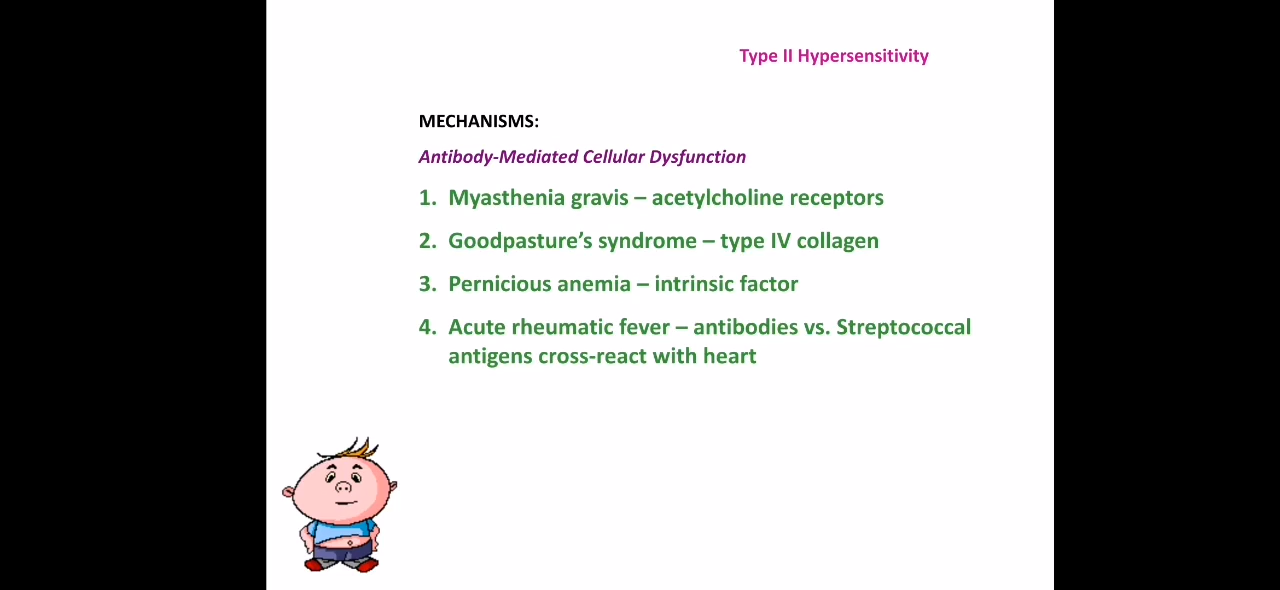 Type II Hypersensitivity
MECHANISMS:
Antibody-Mediated Cellular Dysfunction
1. Myasthenia gravis – acetylcholine receptors
2. Goodpasture’s syndrome – type IV collagen
3. Pernicious anemia – intrinsic factor
4. Acute rheumatic fever – antibodies vs. Streptococcal
antigens cross-react with heart